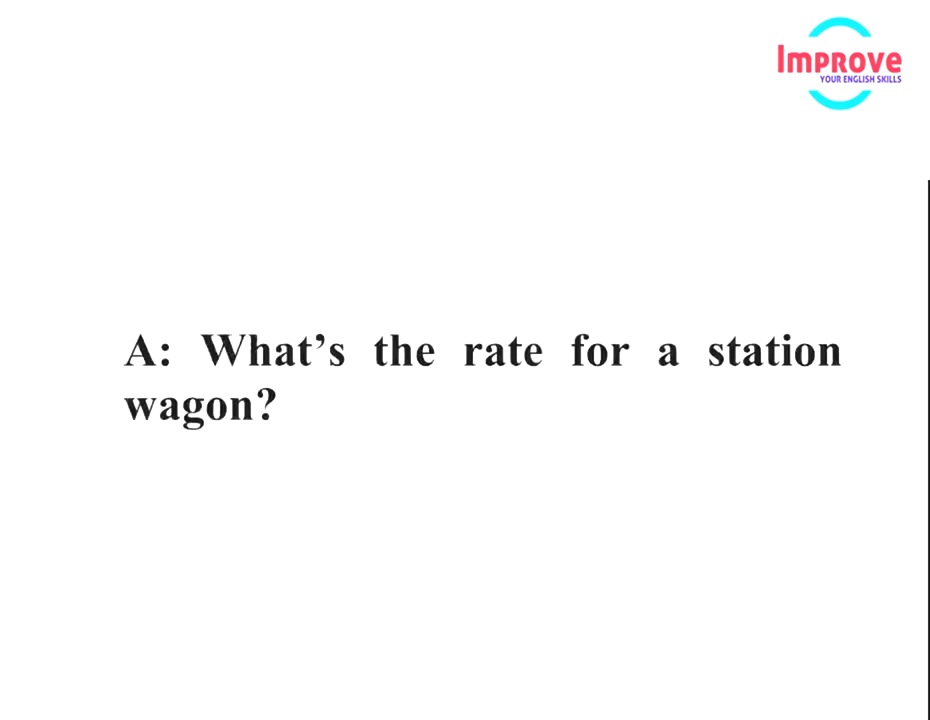 Improve
YOUR ENGLISH SKILLS
A: What’s the rate for a station
wagon?